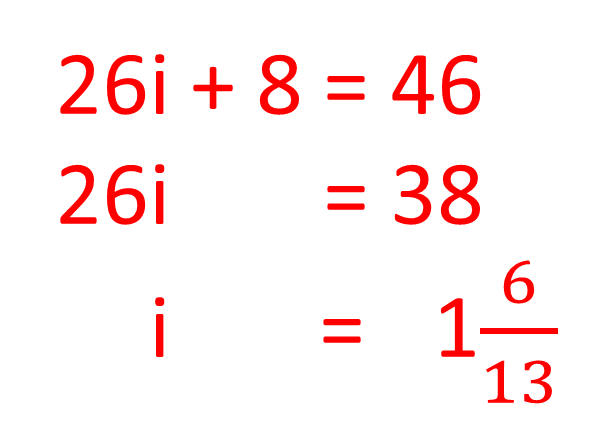 26i + 8 = 46
26i = 38
i = 1 6/13